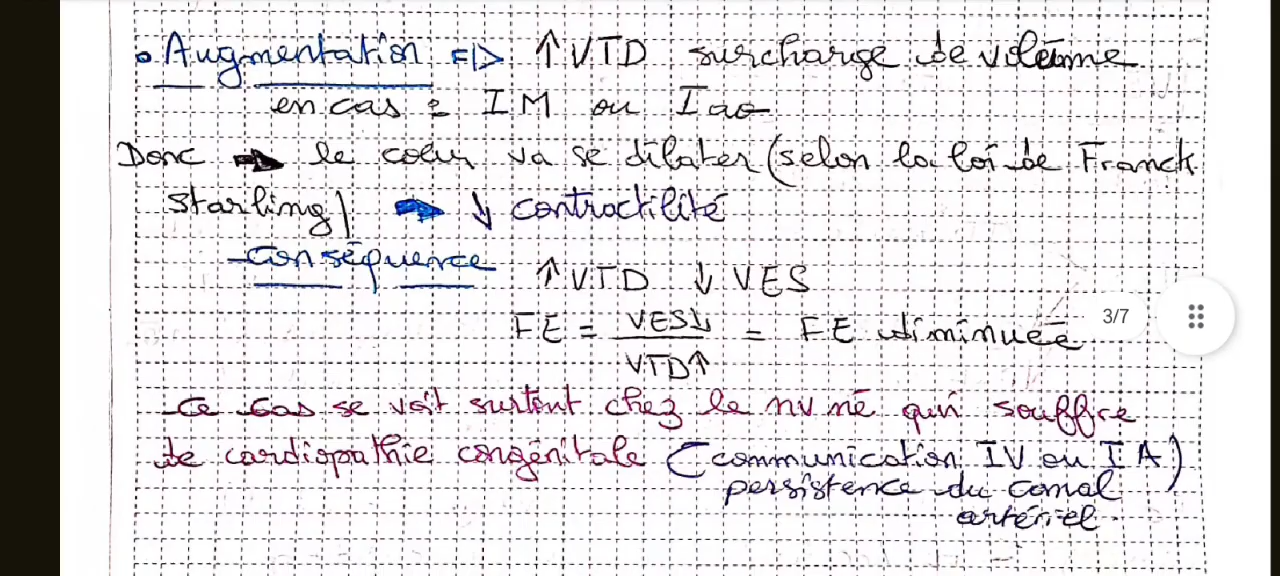 • Augmentation => ↑ VTD surcharge de volume
en cas : IM ou Iao
Donc → le cœur va se dilater (selon la loi de Franck
starling) → ↓ contractilité
Conséquence ↑ VTD ↓ VES
FE = VES↓ / VTD↑ = FE diminuée
3/7
Ce cas se voit surtout chez le nv né qui souffre
de cardiopathie congénitale (communication IV ou IA)
persistence du canal
artériel.